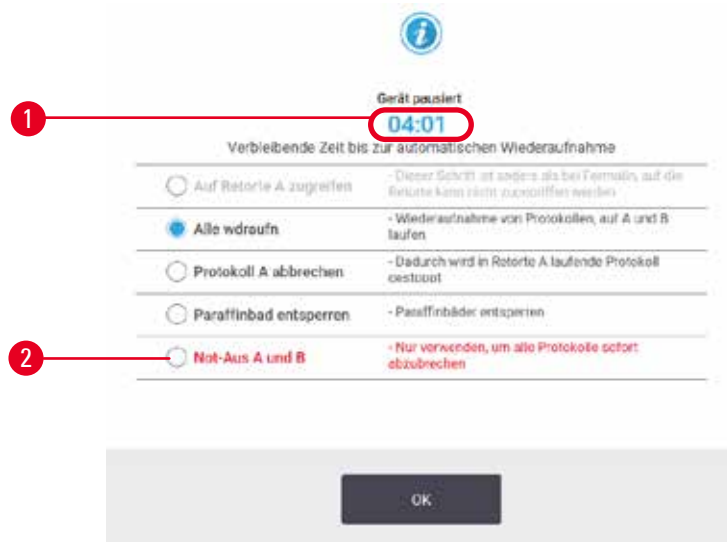 i
Gerät pausiert
1
04:01
Verbleibende Zeit bis zur automatischen Wiederaufnahme
Auf Retorte A zugreifen
- Dieser Schritt ist anders als bei Formalin, auf die
Retorte kann nicht zugegriffen werden
Alle wdraufn
- Wiederaufnahme von Protokollen, auf A und B
laufen
Protokoll A abbrechen
- Dadurch wird in Retorte A laufende Protokoll
gestoppt
Paraffinbad entsperren
- Paraffinbäder entsperren
2
Not-Aus A und B
- Nur verwenden, um alle Protokolle sofort
abzubrechen
OK